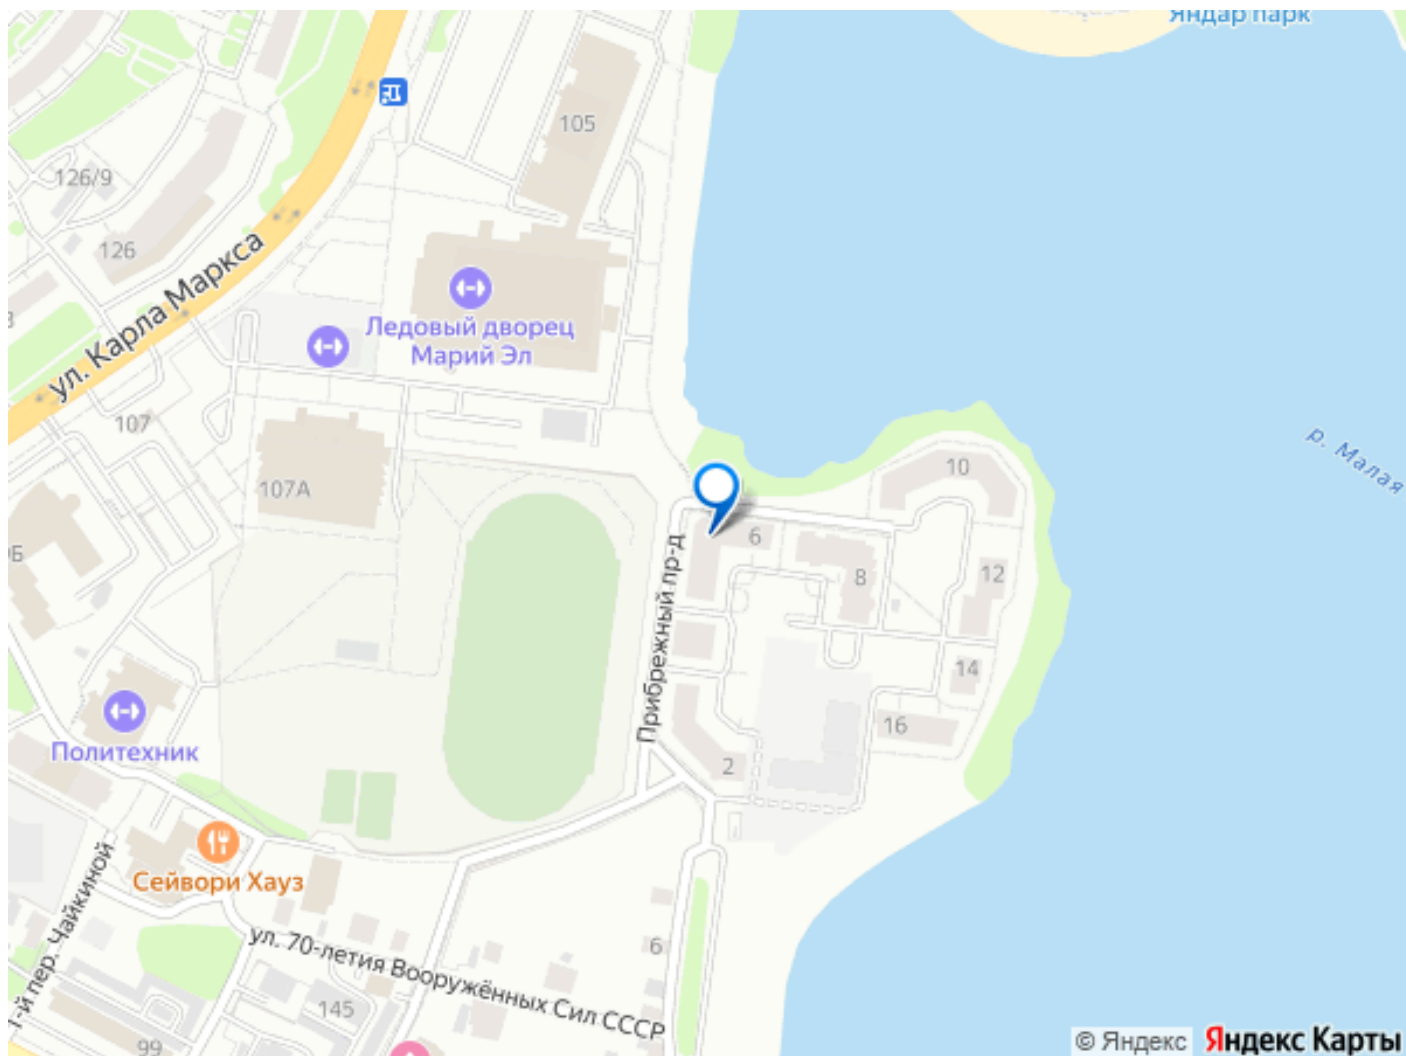 Яндар парк
105
126/9
126
ул. Карла Маркса
Ледовый дворец
Марий Эл
107
107А
р. Малая
10
6
8
12
14
16
2
Прибрежный пр-д
Политехник
Сейвори Хауз
1-й пер. Чайкиной
ул. 70-летия Вооружённых Сил СССР
6
145
99
© Яндекс Яндекс Карты